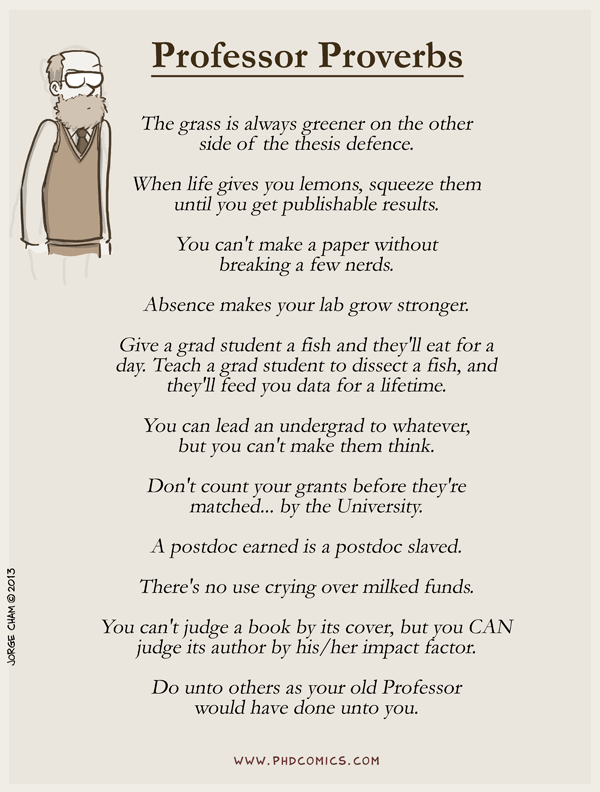 Professor Proverbs
The grass is always greener on the other
side of the thesis defence.
When life gives you lemons, squeeze them
until you get publishable results.
You can't make a paper without
breaking a few nerds.
Absence makes your lab grow stronger.
Give a grad student a fish and they'll eat for a
day. Teach a grad student to dissect a fish, and
they'll feed you data for a lifetime.
You can lead an undergrad to whatever,
but you can't make them think.
Don't count your grants before they're
matched... by the University.
A postdoc earned is a postdoc slaved.
There's no use crying over milked funds.
You can't judge a book by its cover, but you CAN
judge its author by his/her impact factor.
Do unto others as your old Professor
would have done unto you.
JORGE CHAM © 2013
WWW.PHDCOMICS.COM